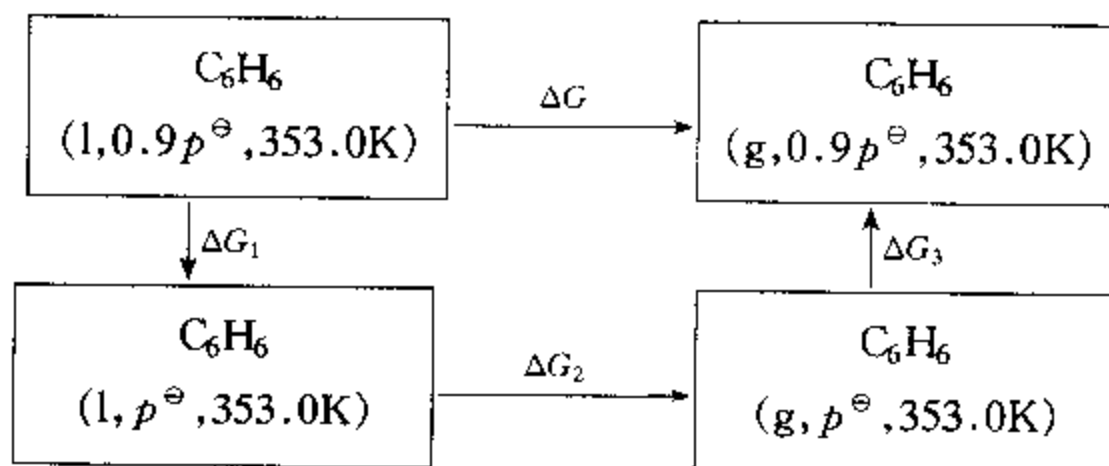 C₆H₆
(l,0.9p⊖,353.0K)
ΔG
C₆H₆
(g,0.9p⊖,353.0K)
ΔG₁
ΔG₃
C₆H₆
(l,p⊖,353.0K)
ΔG₂
C₆H₆
(g,p⊖,353.0K)